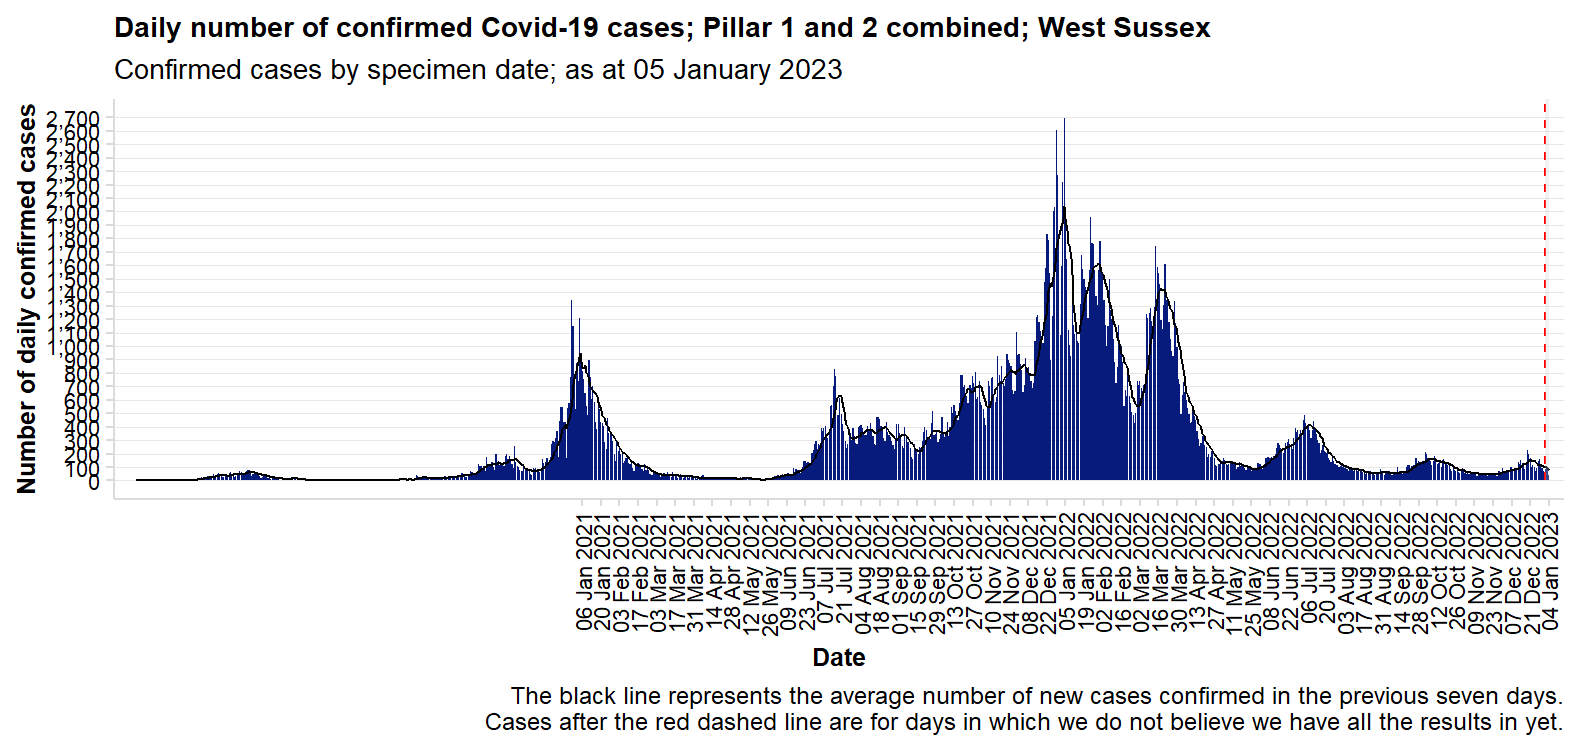 Daily number of confirmed Covid-19 cases; Pillar 1 and 2 combined; West Sussex
Confirmed cases by specimen date; as at 05 January 2023
Number of daily confirmed cases
2,700
2,600
2,500
2,400
2,300
2,200
2,100
2,000
1,900
1,800
1,700
1,600
1,500
1,400
1,300
1,200
1,100
1,000
900
800
700
600
500
400
300
200
100
0
06 Jan 2021
20 Jan 2021
03 Feb 2021
17 Feb 2021
03 Mar 2021
17 Mar 2021
31 Mar 2021
14 Apr 2021
28 Apr 2021
12 May 2021
26 May 2021
09 Jun 2021
23 Jun 2021
07 Jul 2021
21 Jul 2021
04 Aug 2021
18 Aug 2021
01 Sep 2021
15 Sep 2021
29 Sep 2021
13 Oct 2021
27 Oct 2021
10 Nov 2021
24 Nov 2021
08 Dec 2021
22 Dec 2021
05 Jan 2022
19 Jan 2022
02 Feb 2022
16 Feb 2022
02 Mar 2022
16 Mar 2022
30 Mar 2022
13 Apr 2022
27 Apr 2022
11 May 2022
25 May 2022
08 Jun 2022
22 Jun 2022
06 Jul 2022
20 Jul 2022
03 Aug 2022
17 Aug 2022
31 Aug 2022
14 Sep 2022
28 Sep 2022
12 Oct 2022
26 Oct 2022
09 Nov 2022
23 Nov 2022
07 Dec 2022
21 Dec 2022
04 Jan 2023
Date
The black line represents the average number of new cases confirmed in the previous seven days.
Cases after the red dashed line are for days in which we do not believe we have all the results in yet.